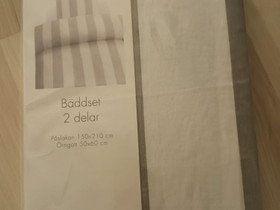 Bäddset
2 delar
Påslakan 150x210 cm
Örngott 50x60 cm